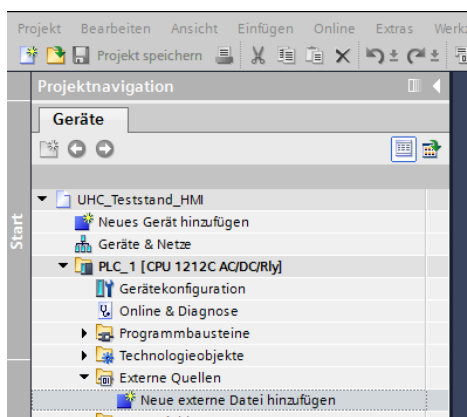 Projekt Bearbeiten Ansicht Einfügen Online Extras
Projekt speichern
Projektnavigation
Geräte
Start
UHC_Teststand_HMI
Neues Gerät hinzufügen
Geräte & Netze
PLC_1 [CPU 1212C AC/DC/Rly]
Gerätekonfiguration
Online & Diagnose
Programmbausteine
Technologieobjekte
Externe Quellen
Neue externe Datei hinzufügen